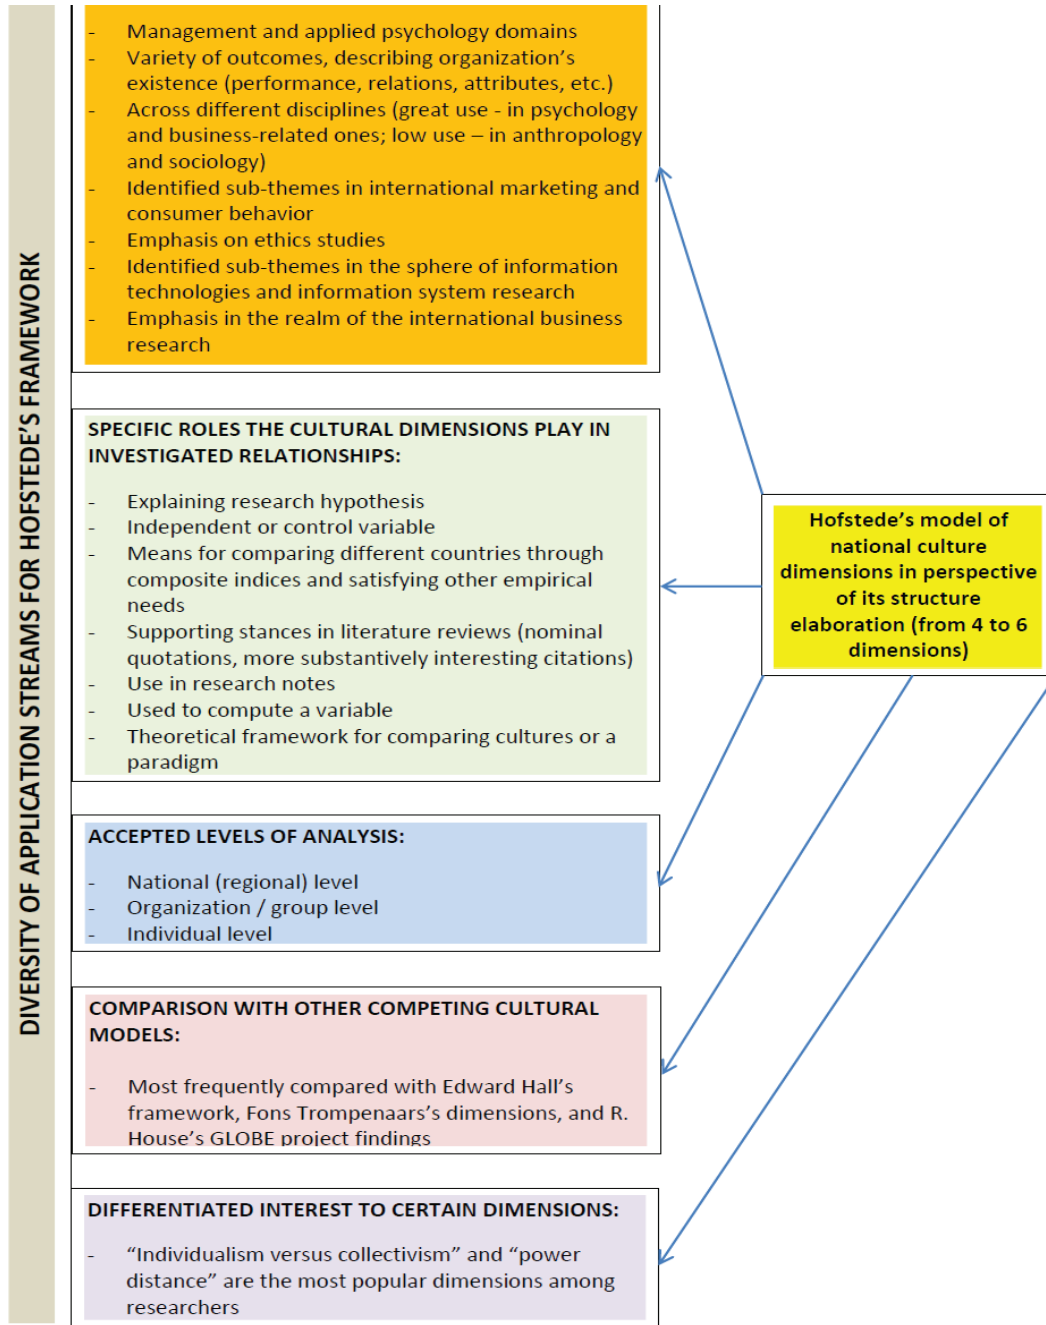 DIVERSITY OF APPLICATION STREAMS FOR HOFSTEDE'S FRAMEWORK
- Management and applied psychology domains
- Variety of outcomes, describing organization's
existence (performance, relations, attributes, etc.)
- Across different disciplines (great use - in psychology
and business-related ones; low use – in anthropology
and sociology)
- Identified sub-themes in international marketing and
consumer behavior
- Emphasis on ethics studies
- Identified sub-themes in the sphere of information
technologies and information system research
- Emphasis in the realm of the international business
research
SPECIFIC ROLES THE CULTURAL DIMENSIONS PLAY IN
INVESTIGATED RELATIONSHIPS:
- Explaining research hypothesis
- Independent or control variable
- Means for comparing different countries through
composite indices and satisfying other empirical
needs
- Supporting stances in literature reviews (nominal
quotations, more substantively interesting citations)
- Use in research notes
- Used to compute a variable
- Theoretical framework for comparing cultures or a
paradigm
ACCEPTED LEVELS OF ANALYSIS:
- National (regional) level
- Organization / group level
- Individual level
COMPARISON WITH OTHER COMPETING CULTURAL
MODELS:
- Most frequently compared with Edward Hall's
framework, Fons Trompenaars's dimensions, and R.
House's GLOBE project findings
DIFFERENTIATED INTEREST TO CERTAIN DIMENSIONS:
- “Individualism versus collectivism” and “power
distance” are the most popular dimensions among
researchers
Hofstede's model of
national culture
dimensions in perspective
of its structure
elaboration (from 4 to 6
dimensions)